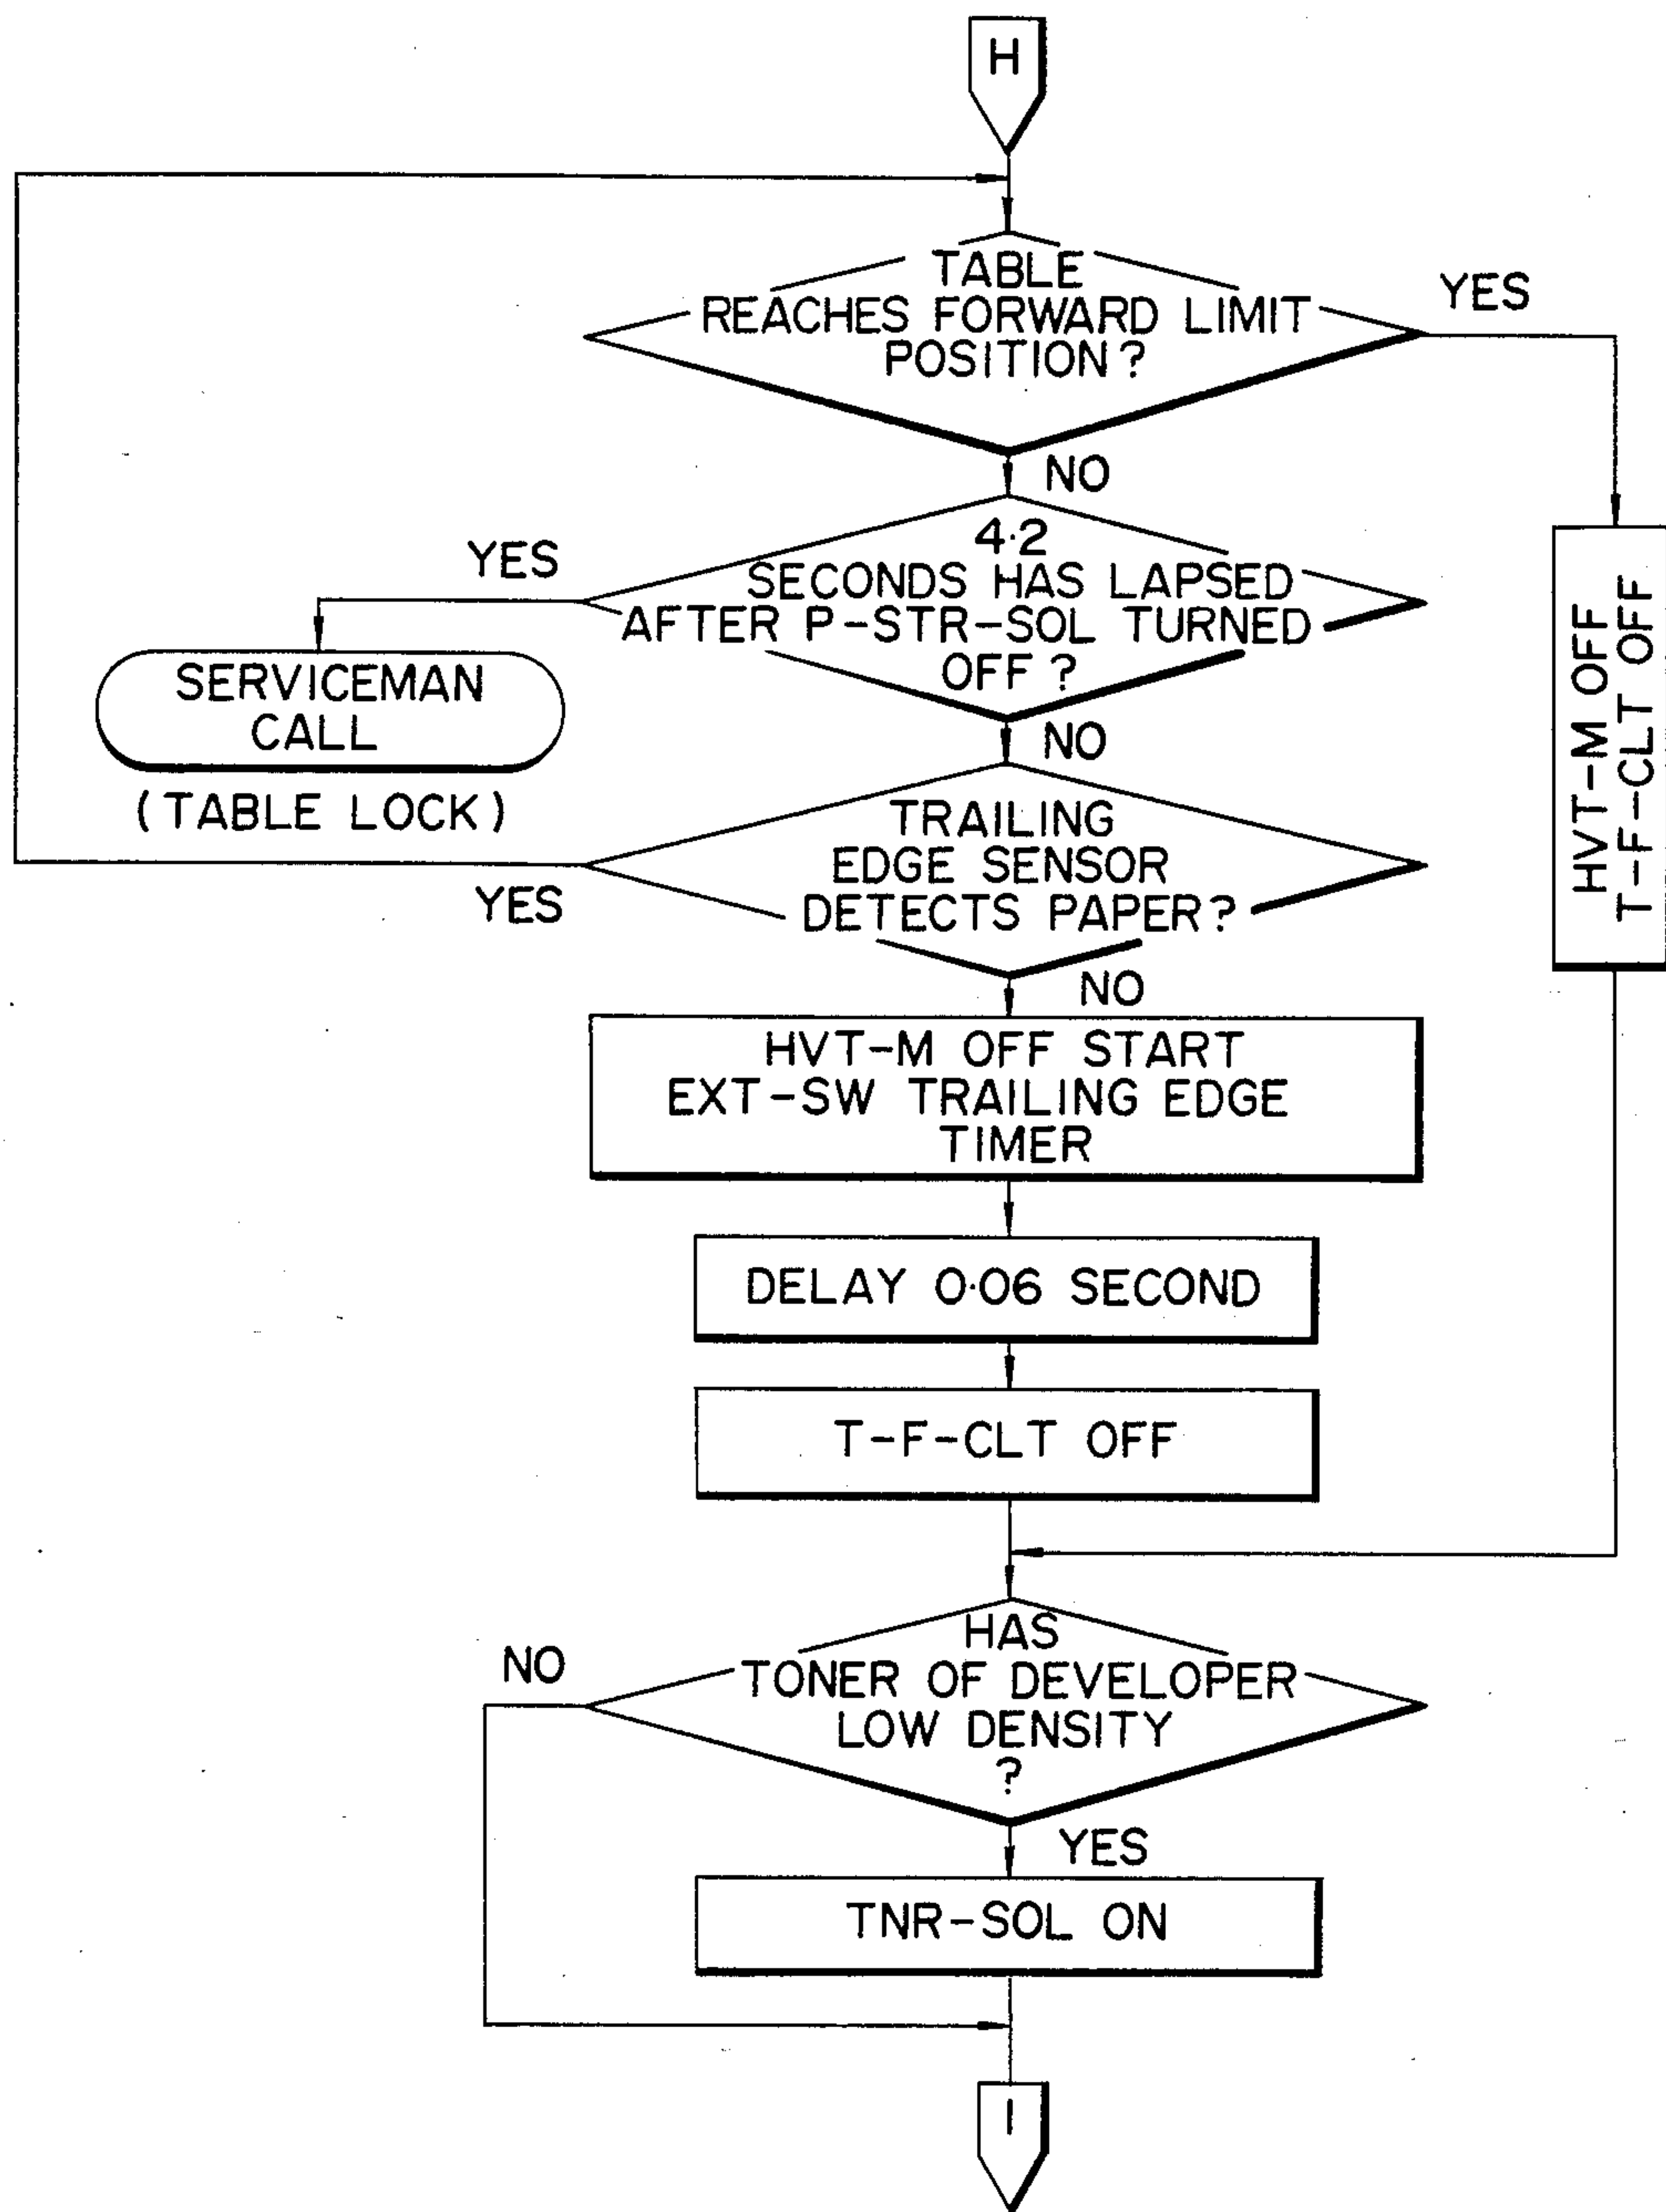 H
TABLE
REACHES FORWARD LIMIT
POSITION?
YES
NO
4.2
SECONDS HAS LAPSED
AFTER P-STR-SOL TURNED
OFF?
YES
SERVICEMAN
CALL
(TABLE LOCK)
NO
HVT-M OFF
T-F-CLT OFF
TRAILING
EDGE SENSOR
DETECTS PAPER?
YES
NO
HVT-M OFF START
EXT-SW TRAILING EDGE
TIMER
DELAY 0.06 SECOND
T-F-CLT OFF
HAS
TONER OF DEVELOPER
LOW DENSITY
?
NO
YES
TNR-SOL ON
I